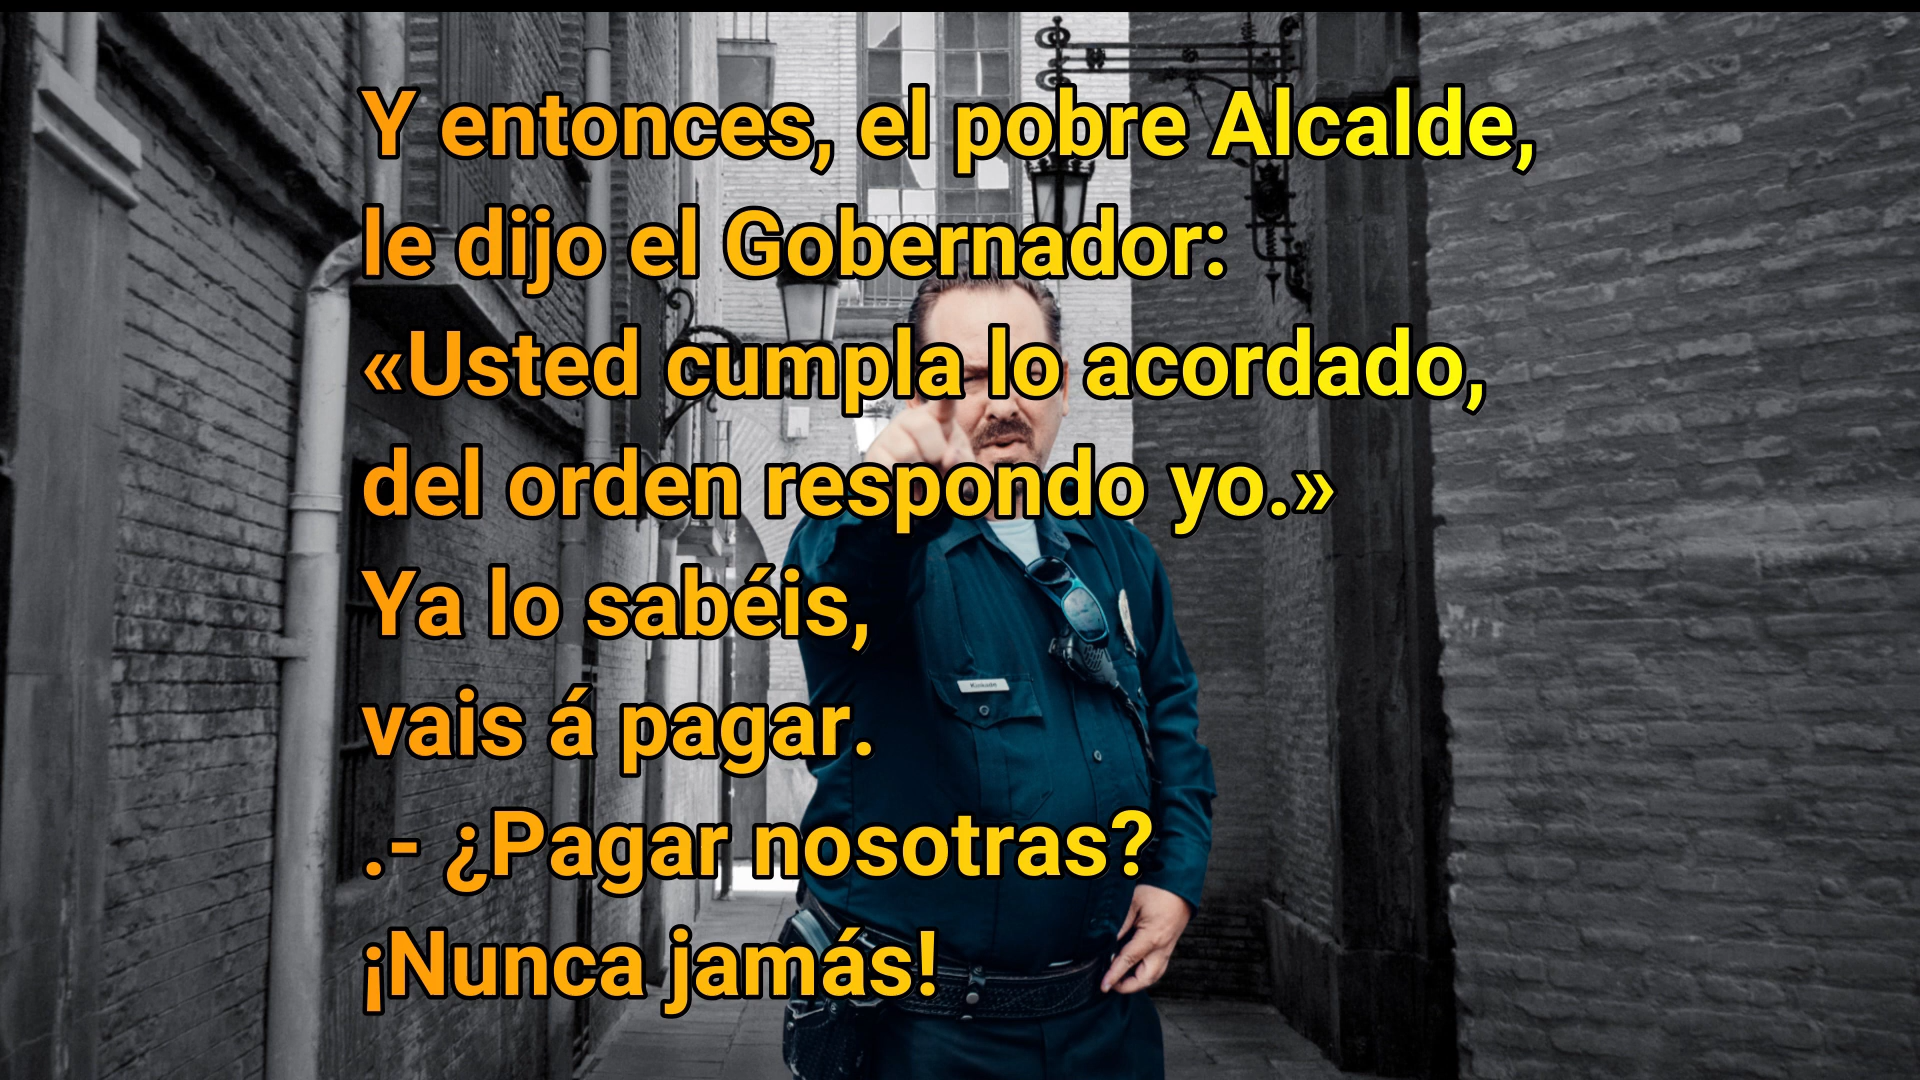 Y entonces, el pobre Alcalde,
le dijo el Gobernador:
«Usted cumpla lo acordado,
del orden respondo yo.»
Ya lo sabéis,
vais á pagar.
.- ¿Pagar nosotras?
¡Nunca jamás!